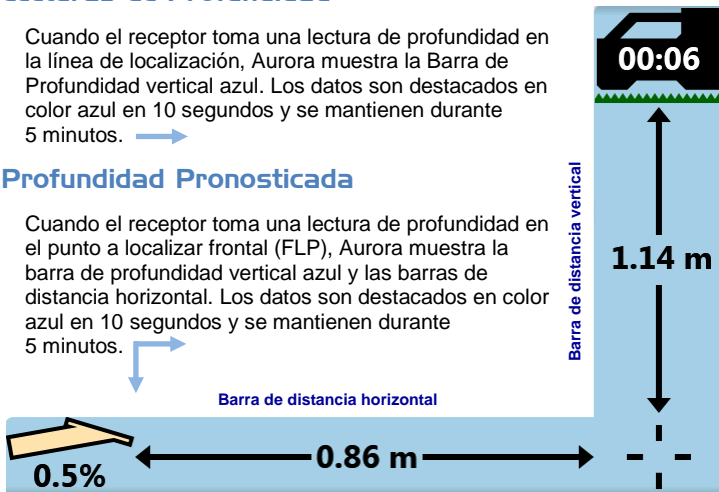 Lecturas de Profundidad
Cuando el receptor toma una lectura de profundidad en
la línea de localización, Aurora muestra la Barra de
Profundidad vertical azul. Los datos son destacados en
color azul en 10 segundos y se mantienen durante
5 minutos.
Profundidad Pronosticada
Cuando el receptor toma una lectura de profundidad en
el punto a localizar frontal (FLP), Aurora muestra la
barra de profundidad vertical azul y las barras de
distancia horizontal. Los datos son destacados en color
azul en 10 segundos y se mantienen durante
5 minutos.
00:06
Barra de distancia vertical
1.14 m
Barra de distancia horizontal
0.86 m
0.5%